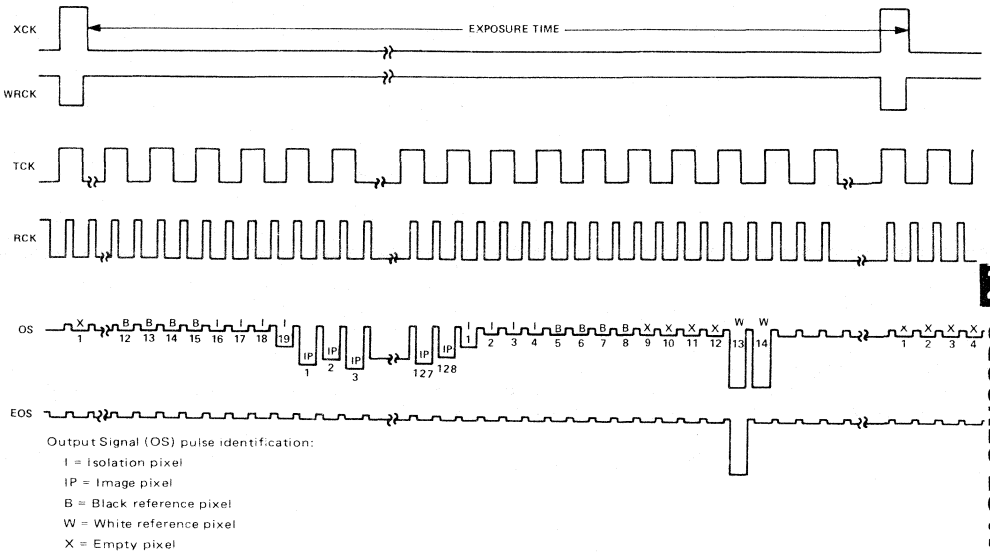 XCK
EXPOSURE TIME
WRCK
TCK
RCK
OS
X B B B B I I I I I I I I B B B B X X X X W W X X X X
1 12 13 14 15 16 17 18 19 IP IP IP IP IP 1 2 3 4 5 6 7 8 9 10 11 12 13 14 1 2 3 4
1 2 3 127 128
EOS
Output Signal (OS) pulse identification:
I = Isolation pixel
IP = Image pixel
B = Black reference pixel
W = White reference pixel
X = Empty pixel